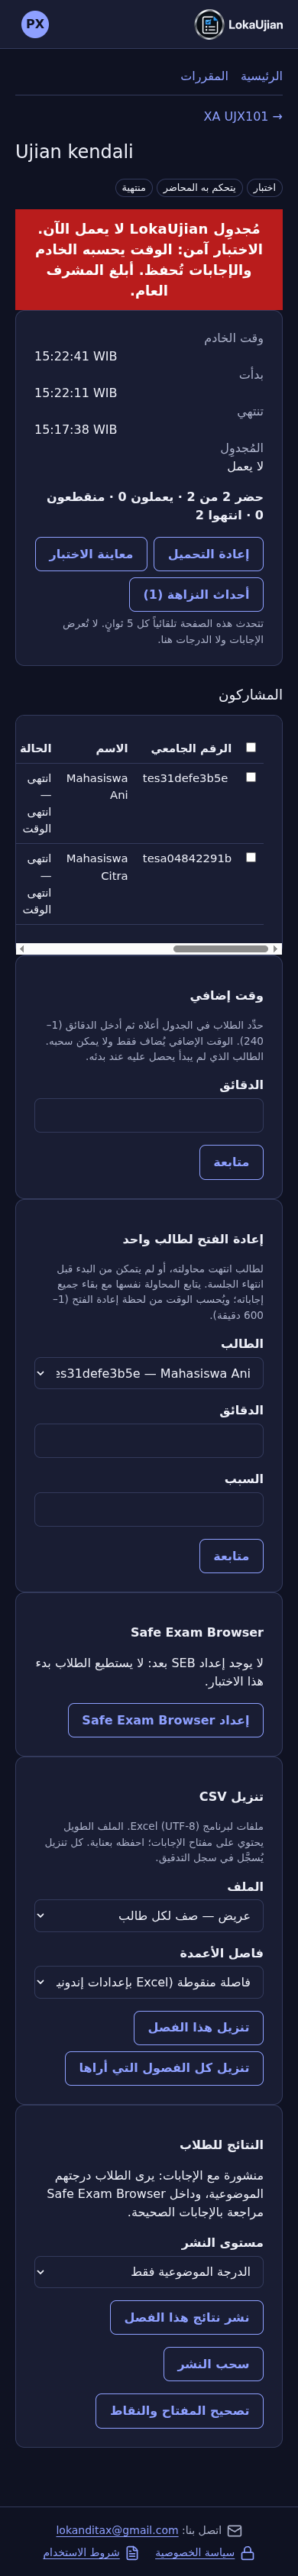 LokaUjian
PX
الرئيسية
المقررات
→ XA UJX101
Ujian kendali
اختبار
يتحكم به المحاضر
منتهية
مُجدوِل LokaUjian لا يعمل الآن.
الاختبار آمن: الوقت يحسبه الخادم
والإجابات تُحفظ. أبلغ المشرف
العام.
وقت الخادم
15:22:41 WIB
بدأت
15:22:11 WIB
تنتهي
15:17:38 WIB
المُجدوِل
لا يعمل
حضر 2 من 2 · يعملون 0 · منقطعون
0 · انتهوا 2
إعادة التحميل
معاينة الاختبار
أحداث النزاهة (1)
تتحدث هذه الصفحة تلقائياً كل 5 ثوانٍ. لا تُعرض
الإجابات ولا الدرجات هنا.
المشاركون
الرقم الجامعي
الاسم
الحالة
tes31defe3b5e
Mahasiswa
Ani
انتهى
—
انتهى
الوقت
tesa04842291b
Mahasiswa
Citra
انتهى
—
انتهى
الوقت
وقت إضافي
حدِّد الطلاب في الجدول أعلاه ثم أدخل الدقائق (1–
240). الوقت الإضافي يُضاف فقط ولا يمكن سحبه.
الطالب الذي لم يبدأ يحصل عليه عند بدئه.
الدقائق
متابعة
إعادة الفتح لطالب واحد
لطالب انتهت محاولته، أو لم يتمكن من البدء قبل
انتهاء الجلسة. يتابع المحاولة نفسها مع بقاء جميع
إجاباته؛ ويُحسب الوقت من لحظة إعادة الفتح (1–
600 دقيقة).
الطالب
es31defe3b5e — Mahasiswa Ani
الدقائق
السبب
متابعة
Safe Exam Browser
لا يوجد إعداد SEB بعد: لا يستطيع الطلاب بدء
هذا الاختبار.
إعداد Safe Exam Browser
تنزيل CSV
ملفات لبرنامج Excel (UTF-8). الملف الطويل
يحتوي على مفتاح الإجابات؛ احفظه بعناية. كل تنزيل
يُسجَّل في سجل التدقيق.
الملف
عريض — صف لكل طالب
فاصل الأعمدة
فاصلة منقوطة (Excel بإعدادات إندوني
تنزيل هذا الفصل
تنزيل كل الفصول التي أراها
النتائج للطلاب
منشورة مع الإجابات: يرى الطلاب درجتهم
الموضوعية، وداخل Safe Exam Browser
مراجعة بالإجابات الصحيحة.
مستوى النشر
الدرجة الموضوعية فقط
نشر نتائج هذا الفصل
سحب النشر
تصحيح المفتاح والنقاط
اتصل بنا: lokanditax@gmail.com
سياسة الخصوصية
شروط الاستخدام